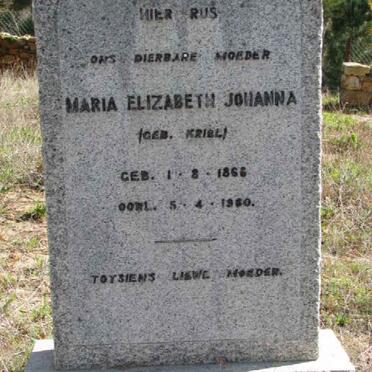 HIER RUS
ONS DIERBARE MOEDER
MARIA ELIZABETH JOHANNA
(GEB. KRIEL)
GEB. 1 - 8 - 1866
OORL. 5 - 4 - 1960.
TOTSIENS LIEWE MOEDER.